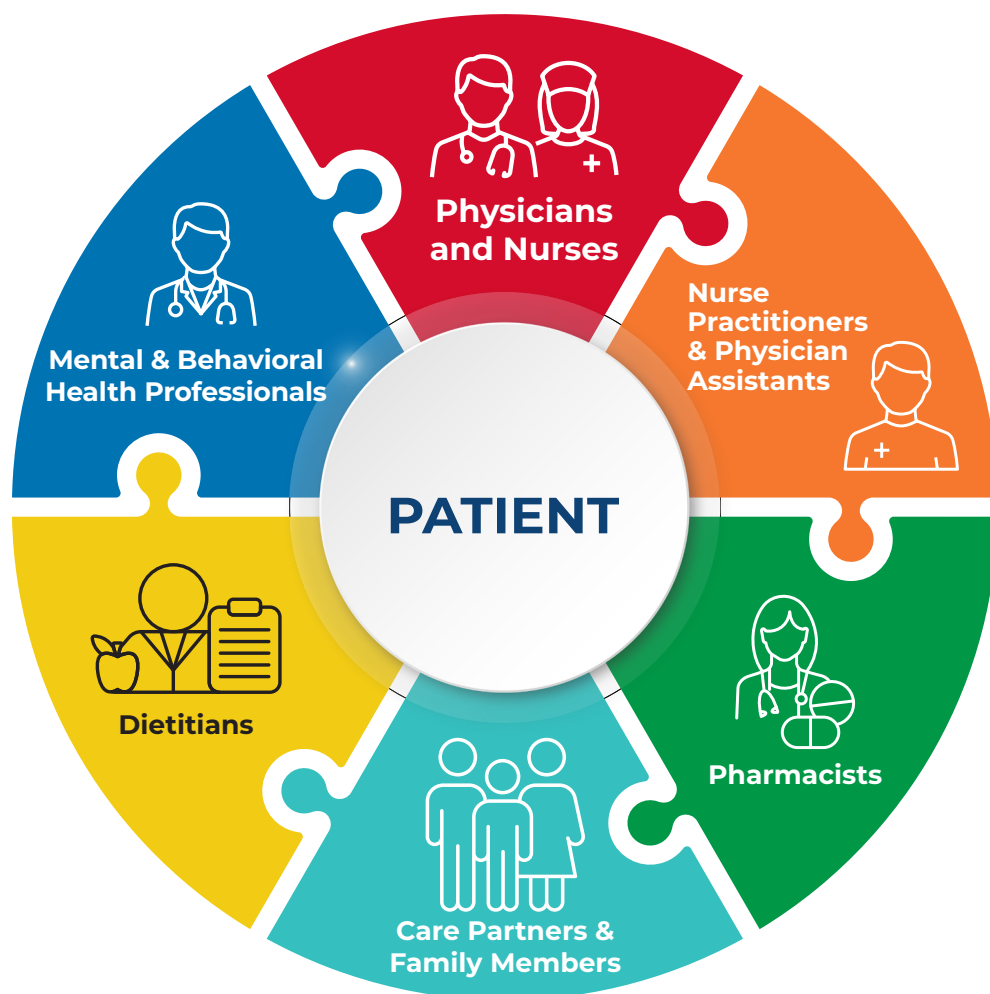 Physicians
and Nurses
Nurse
Practitioners
& Physician
Assistants
Mental & Behavioral
Health Professionals
PATIENT
Dietitians
Pharmacists
Care Partners &
Family Members